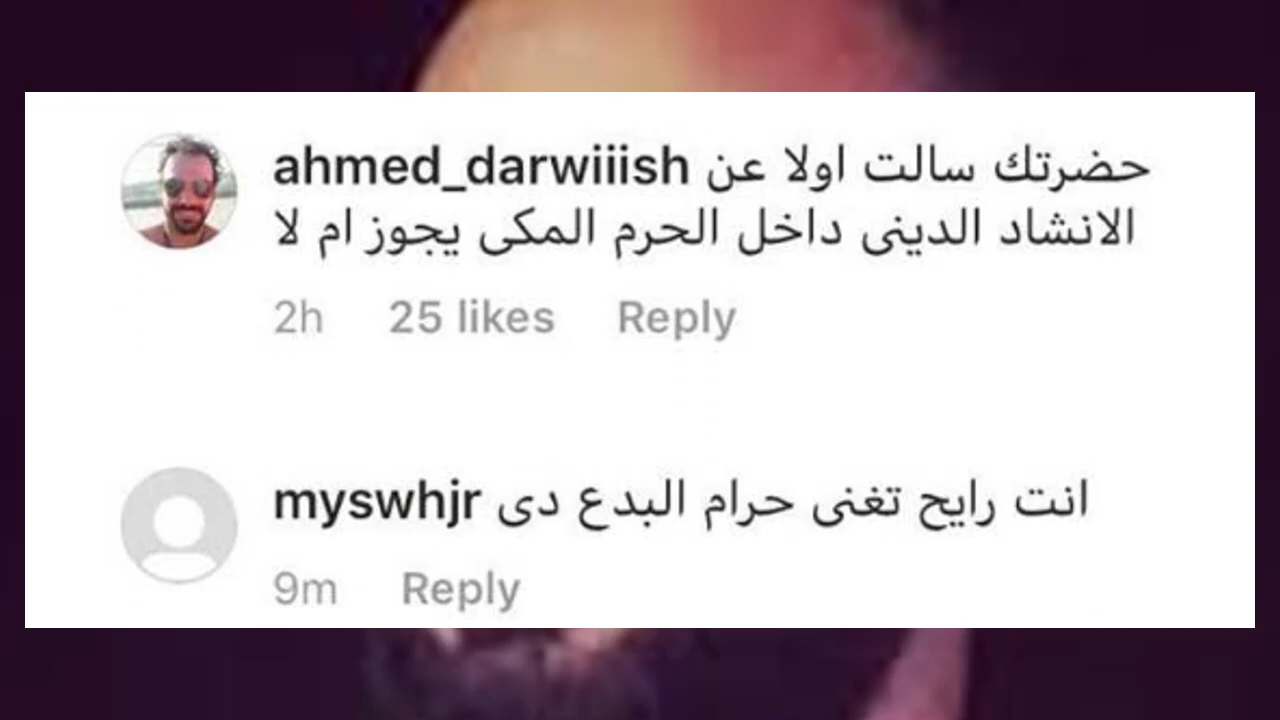 ahmed_darwiiish حضرتك سالت اولا عن
الانشاد الدينى داخل الحرم المكى يجوز ام لا
2h 25 likes Reply
myswhjr انت رايح تغنى حرام البدع دى
9m Reply